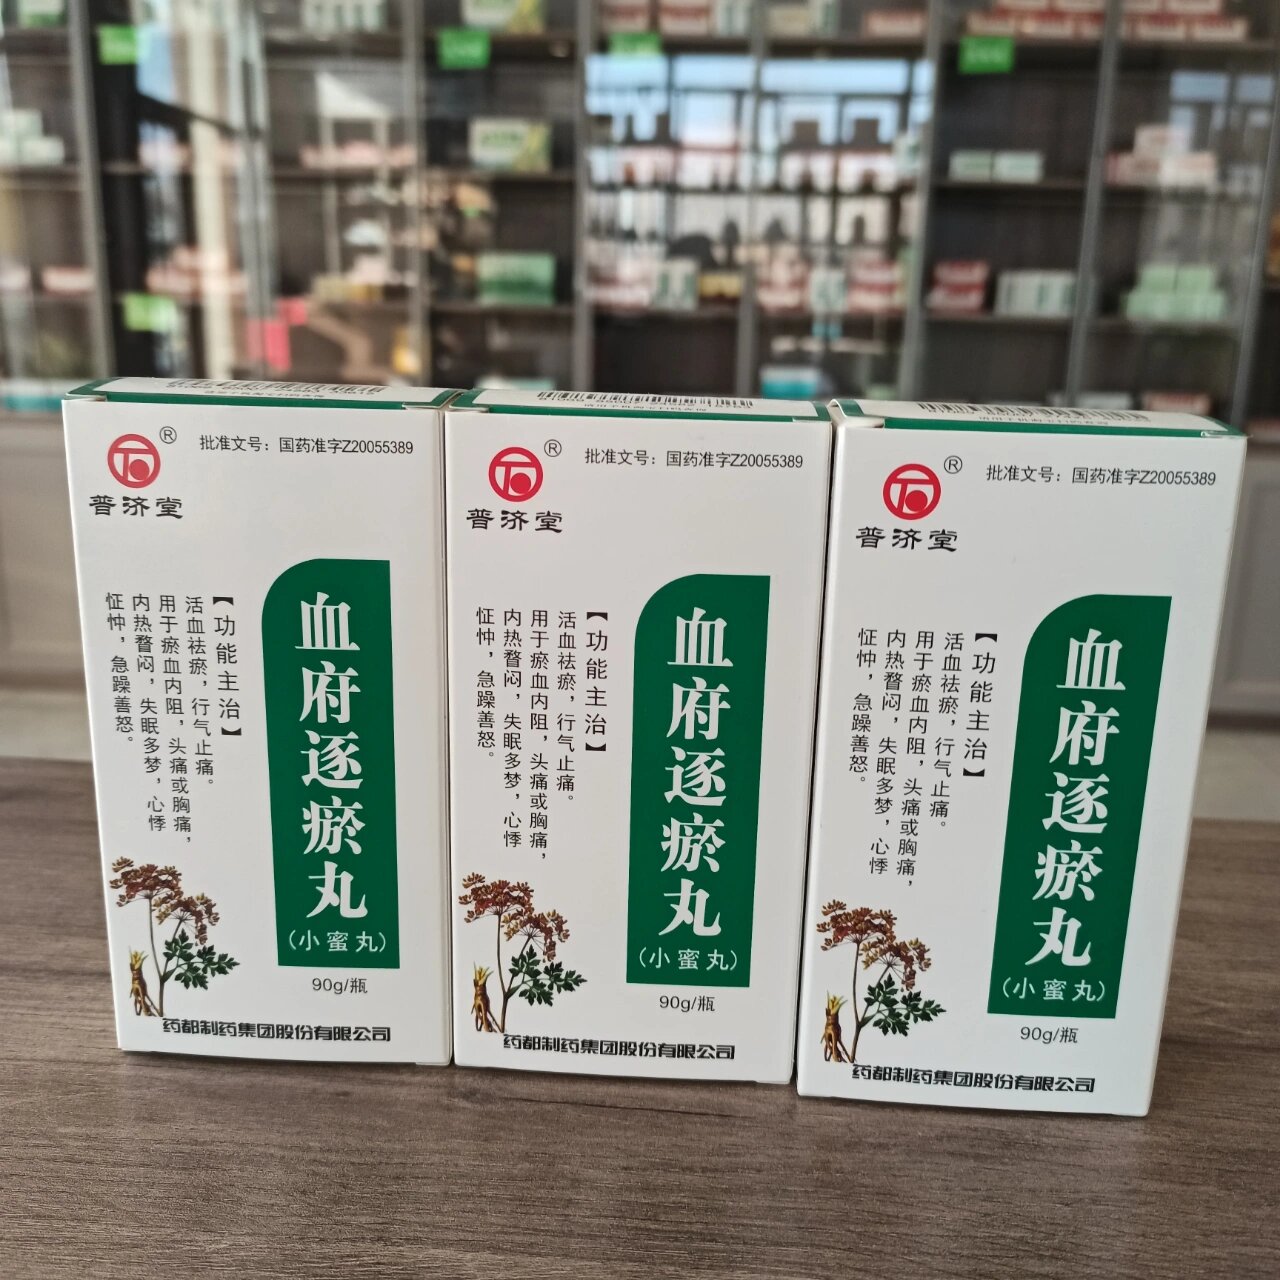 普济堂
®
批准文号：国药准字Z20055389
血府逐瘀丸
（小蜜丸）
【功能主治】
活血祛瘀，行气止痛。
用于瘀血内阻，头痛或胸痛，
内热瞀闷，失眠多梦，心悸
怔忡，急躁善怒。
90g/瓶
药都制药集团股份有限公司
普济堂
®
批准文号：国药准字Z20055389
血府逐瘀丸
（小蜜丸）
【功能主治】
活血祛瘀，行气止痛。
用于瘀血内阻，头痛或胸痛，
内热瞀闷，失眠多梦，心悸
怔忡，急躁善怒。
90g/瓶
药都制药集团股份有限公司
普济堂
®
批准文号：国药准字Z20055389
血府逐瘀丸
（小蜜丸）
【功能主治】
活血祛瘀，行气止痛。
用于瘀血内阻，头痛或胸痛，
内热瞀闷，失眠多梦，心悸
怔忡，急躁善怒。
90g/瓶
药都制药集团股份有限公司